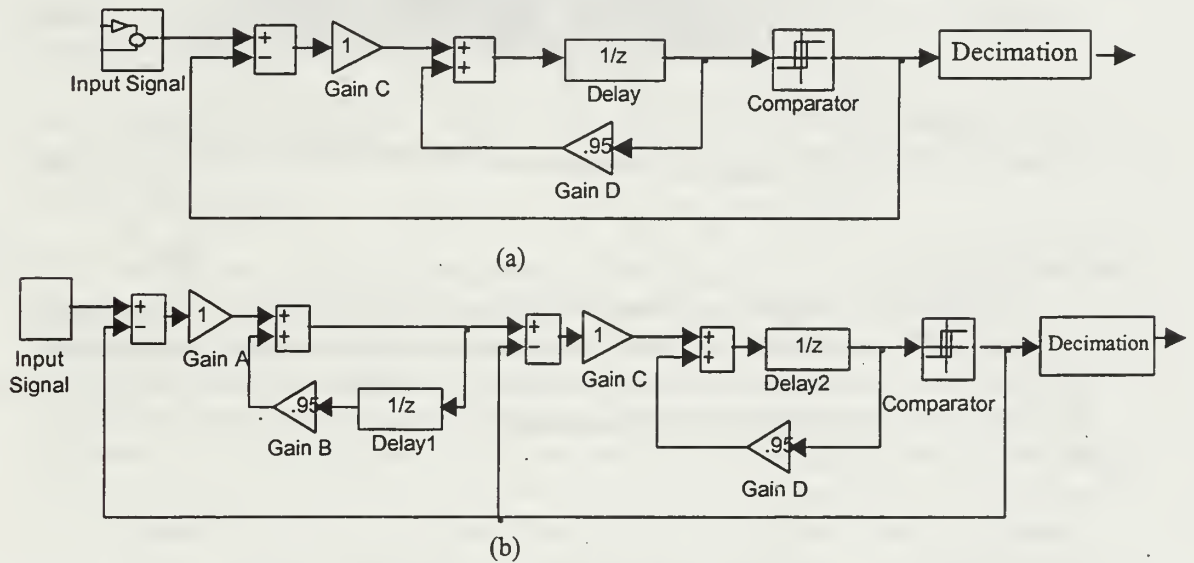 +
−
1
+
+
1/z
Decimation
Input Signal
Gain C
Delay
Comparator
.95
Gain D
(a)
+
−
1
+
+
+
−
1
+
+
1/z
Decimation
Input
Signal
Gain A
Gain C
Delay2
Comparator
.95
1/z
Gain B
Delay1
.95
Gain D
(b)